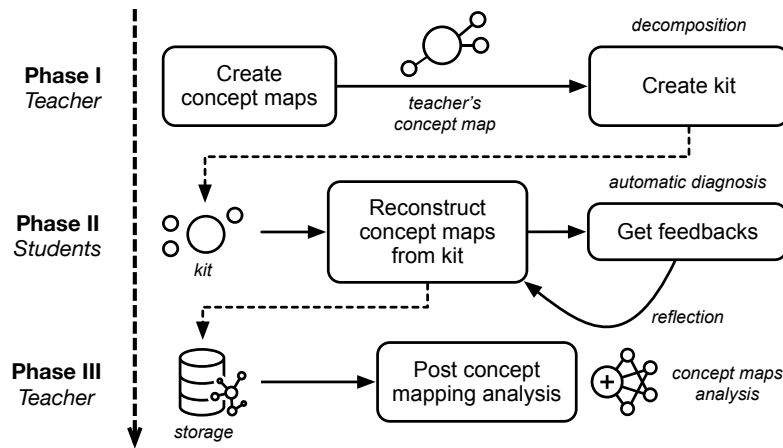 decomposition
Phase I
Teacher
Create
concept maps
teacher's
concept map
Create kit
automatic diagnosis
Phase II
Students
kit
Reconstruct
concept maps
from kit
Get feedbacks
reflection
Phase III
Teacher
storage
Post concept
mapping analysis
concept maps
analysis